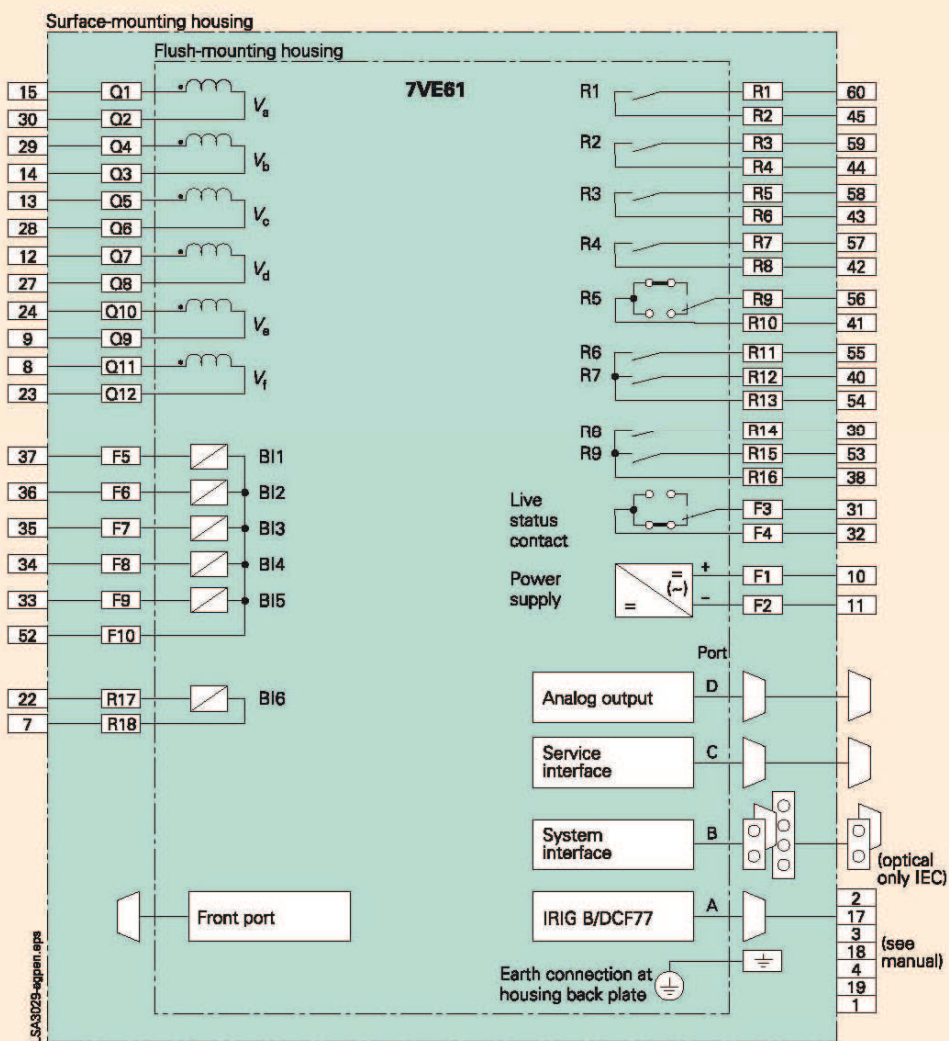 Surface-mounting housing
Flush-mounting housing
7VE61
15 Q1
Va
30 Q2
29 Q4
Vb
14 Q3
13 Q5
Vc
28 Q6
12 Q7
Vd
27 Q8
24 Q10
Ve
9 Q9
8 Q11
Vf
23 Q12
37 F5 BI1
36 F6 BI2
35 F7 BI3
34 F8 BI4
33 F9 BI5
52 F10
22 R17 BI6
7 R18
R1 R1 60
R2 45
R2 R3 59
R4 44
R3 R5 58
R6 43
R4 R7 57
R8 42
R5 R9 56
R10 41
R6 R11 55
R7 R12 40
R13 54
R8 R14 30
R9 R15 53
R16 38
Live
status
contact
F3 31
F4 32
Power
supply
=
(~)
=
+ F1 10
– F2 11
Port
Analog output D
Service
interface
C
System
interface
B
(optical
only IEC)
Front port
IRIG B/DCF77 A
2
17
3
18
4
19
1
(see
manual)
Earth connection at
housing back plate
LSA3029-egpen.eps